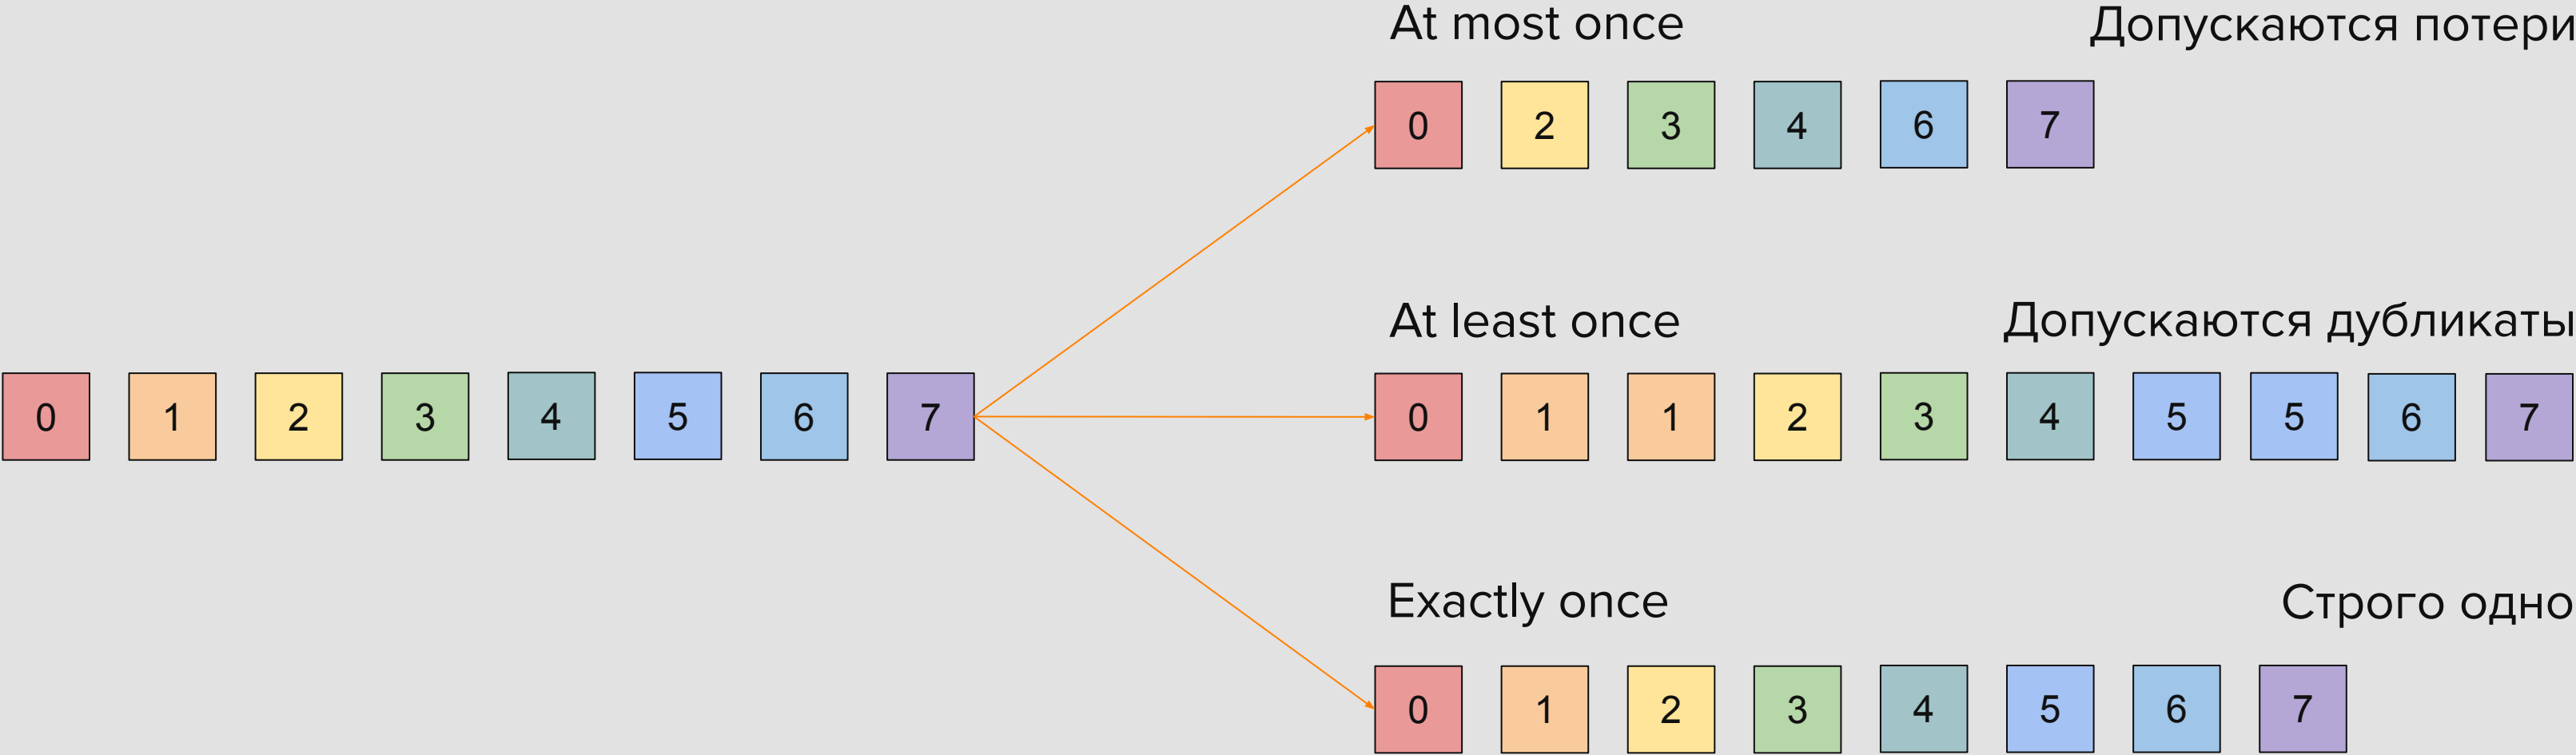 At most once Допускаются потери
0 2 3 4 6 7
At least once Допускаются дубликаты
0 1 2 3 4 5 6 7 0 1 1 2 3 4 5 5 6 7
Exactly once Строго одно
0 1 2 3 4 5 6 7